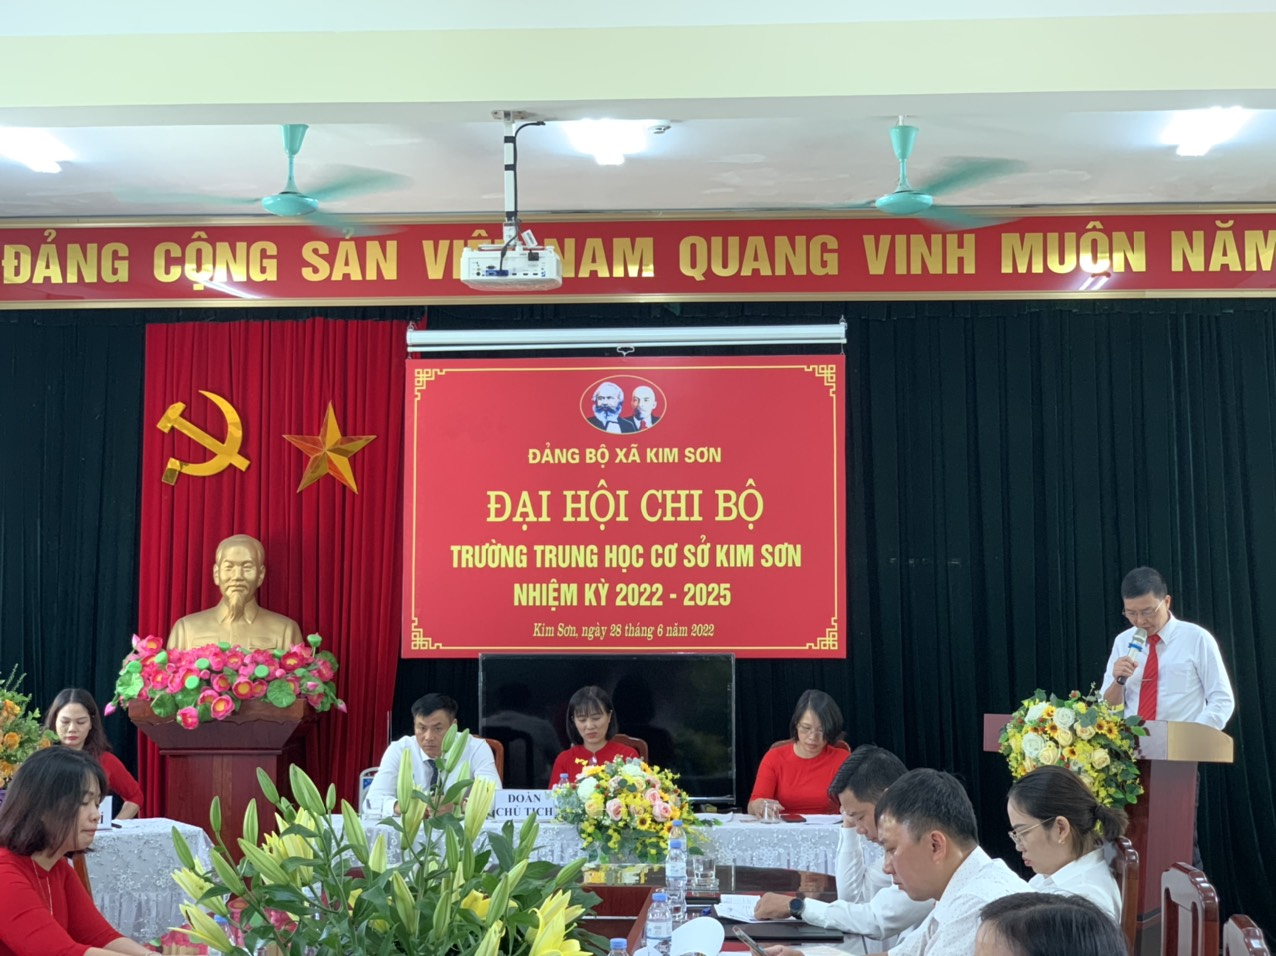 ĐẢNG CỘNG SẢN VIỆT NAM QUANG VINH MUÔN NĂM
ĐẢNG BỘ XÃ KIM SƠN
ĐẠI HỘI CHI BỘ
TRƯỜNG TRUNG HỌC CƠ SỞ KIM SƠN
NHIỆM KỲ 2022 - 2025
Kim Sơn, ngày 28 tháng 6 năm 2022
ĐOÀN
CHỦ TỊCH